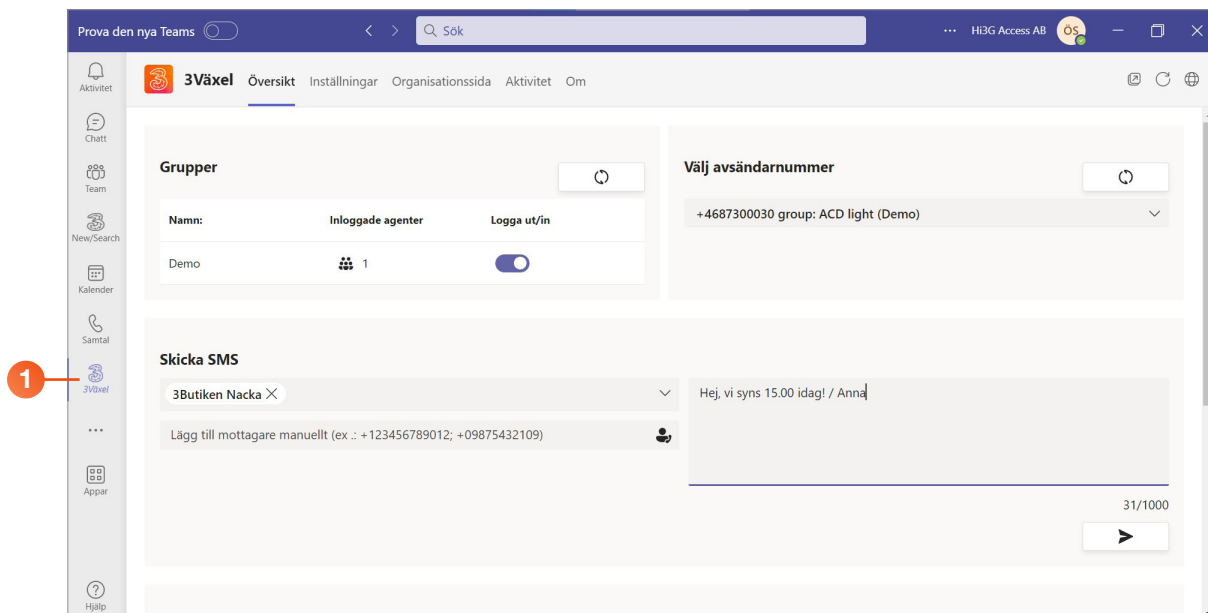 Prova den nya Teams
Sök
Hi3G Access AB
ÖS
Aktivitet
Chatt
Team
New/Search
Kalender
Samtal
1
3Växel
Appar
Hjälp
3Växel Översikt Inställningar Organisationssida Aktivitet Om
Grupper
Namn: Inloggade agenter Logga ut/in
Demo 1
Välj avsändarnummer
+4687300030 group: ACD light (Demo)
Skicka SMS
3Butiken Nacka
Lägg till mottagare manuellt (ex .: +123456789012; +09875432109)
Hej, vi syns 15.00 idag! / Anna
31/1000